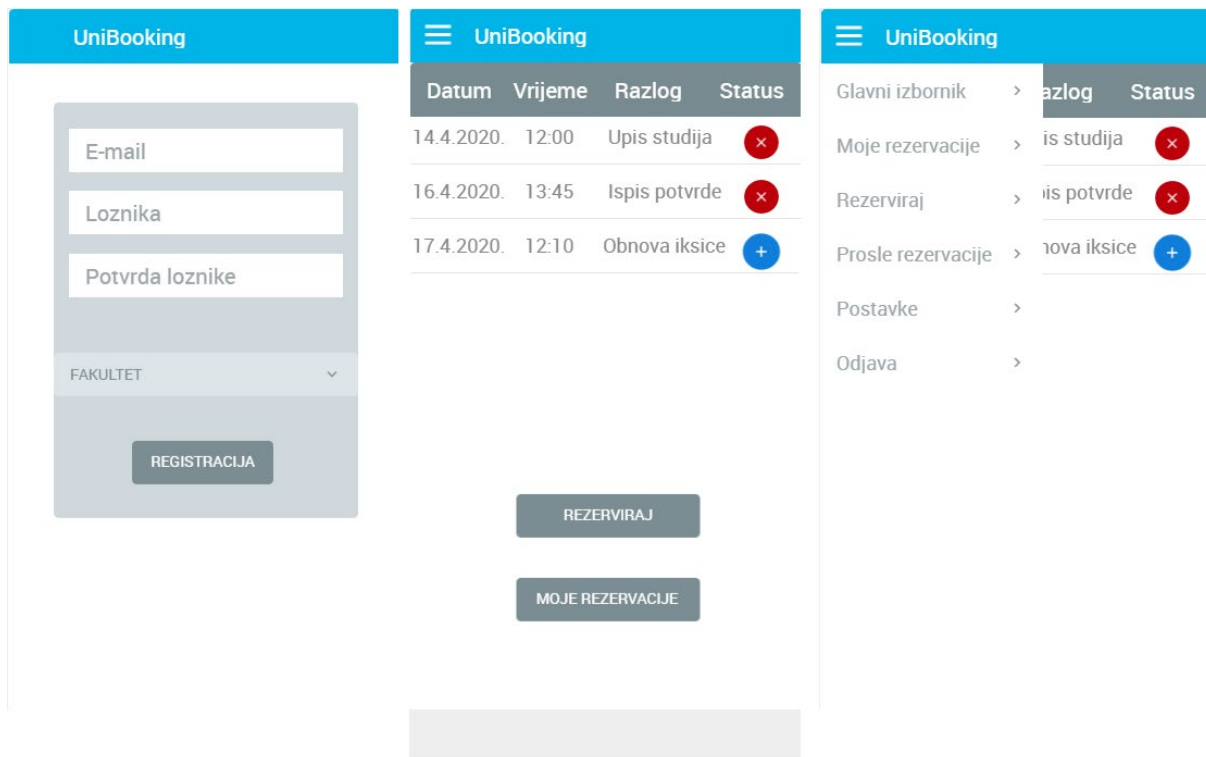 UniBooking
E-mail
Loznika
Potvrda loznike
FAKULTET
REGISTRACIJA
UniBooking
Datum Vrijeme Razlog Status
14.4.2020. 12:00 Upis studija
16.4.2020. 13:45 Ispis potvrde
17.4.2020. 12:10 Obnova iksice
REZERVIRAJ
MOJE REZERVACIJE
UniBooking
Glavni izbornik azlog Status
Moje rezervacije is studija
Rezerviraj is potvrde
Prosle rezervacije nova iksice
Postavke
Odjava